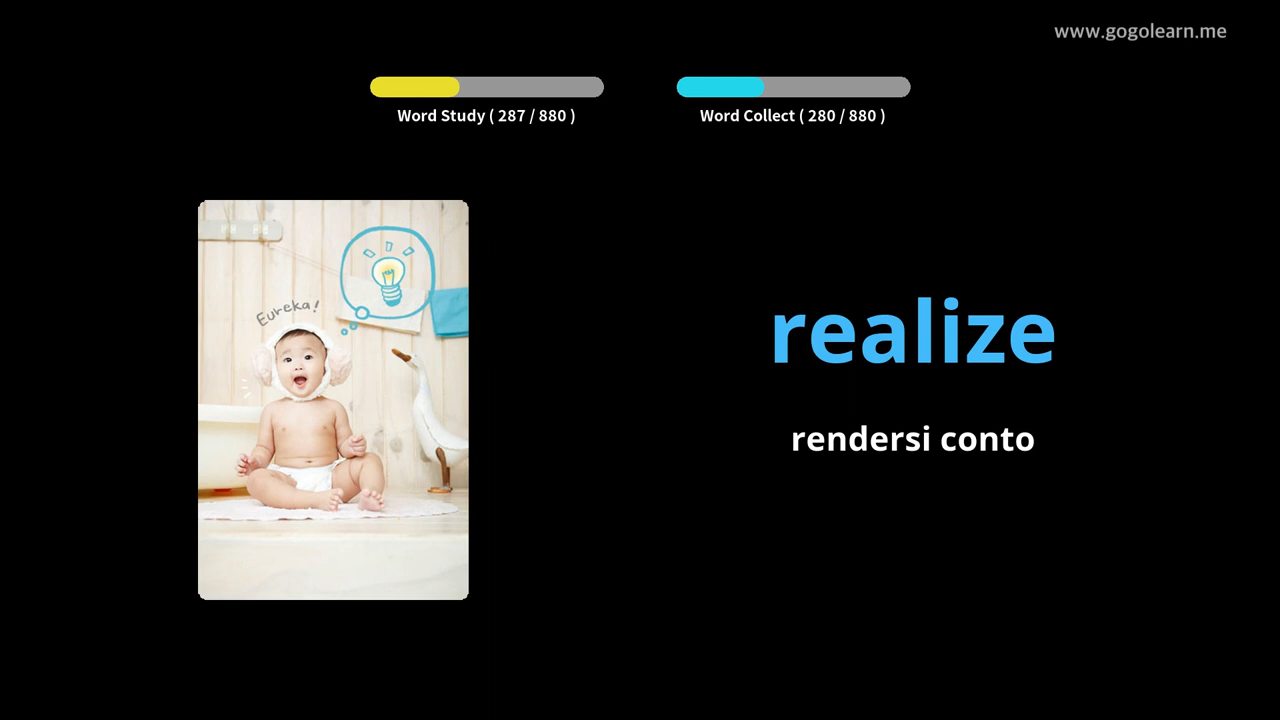 www.gogolearn.me
Word Study ( 287 / 880 )
Word Collect ( 280 / 880 )
Eureka!
realize
rendersi conto